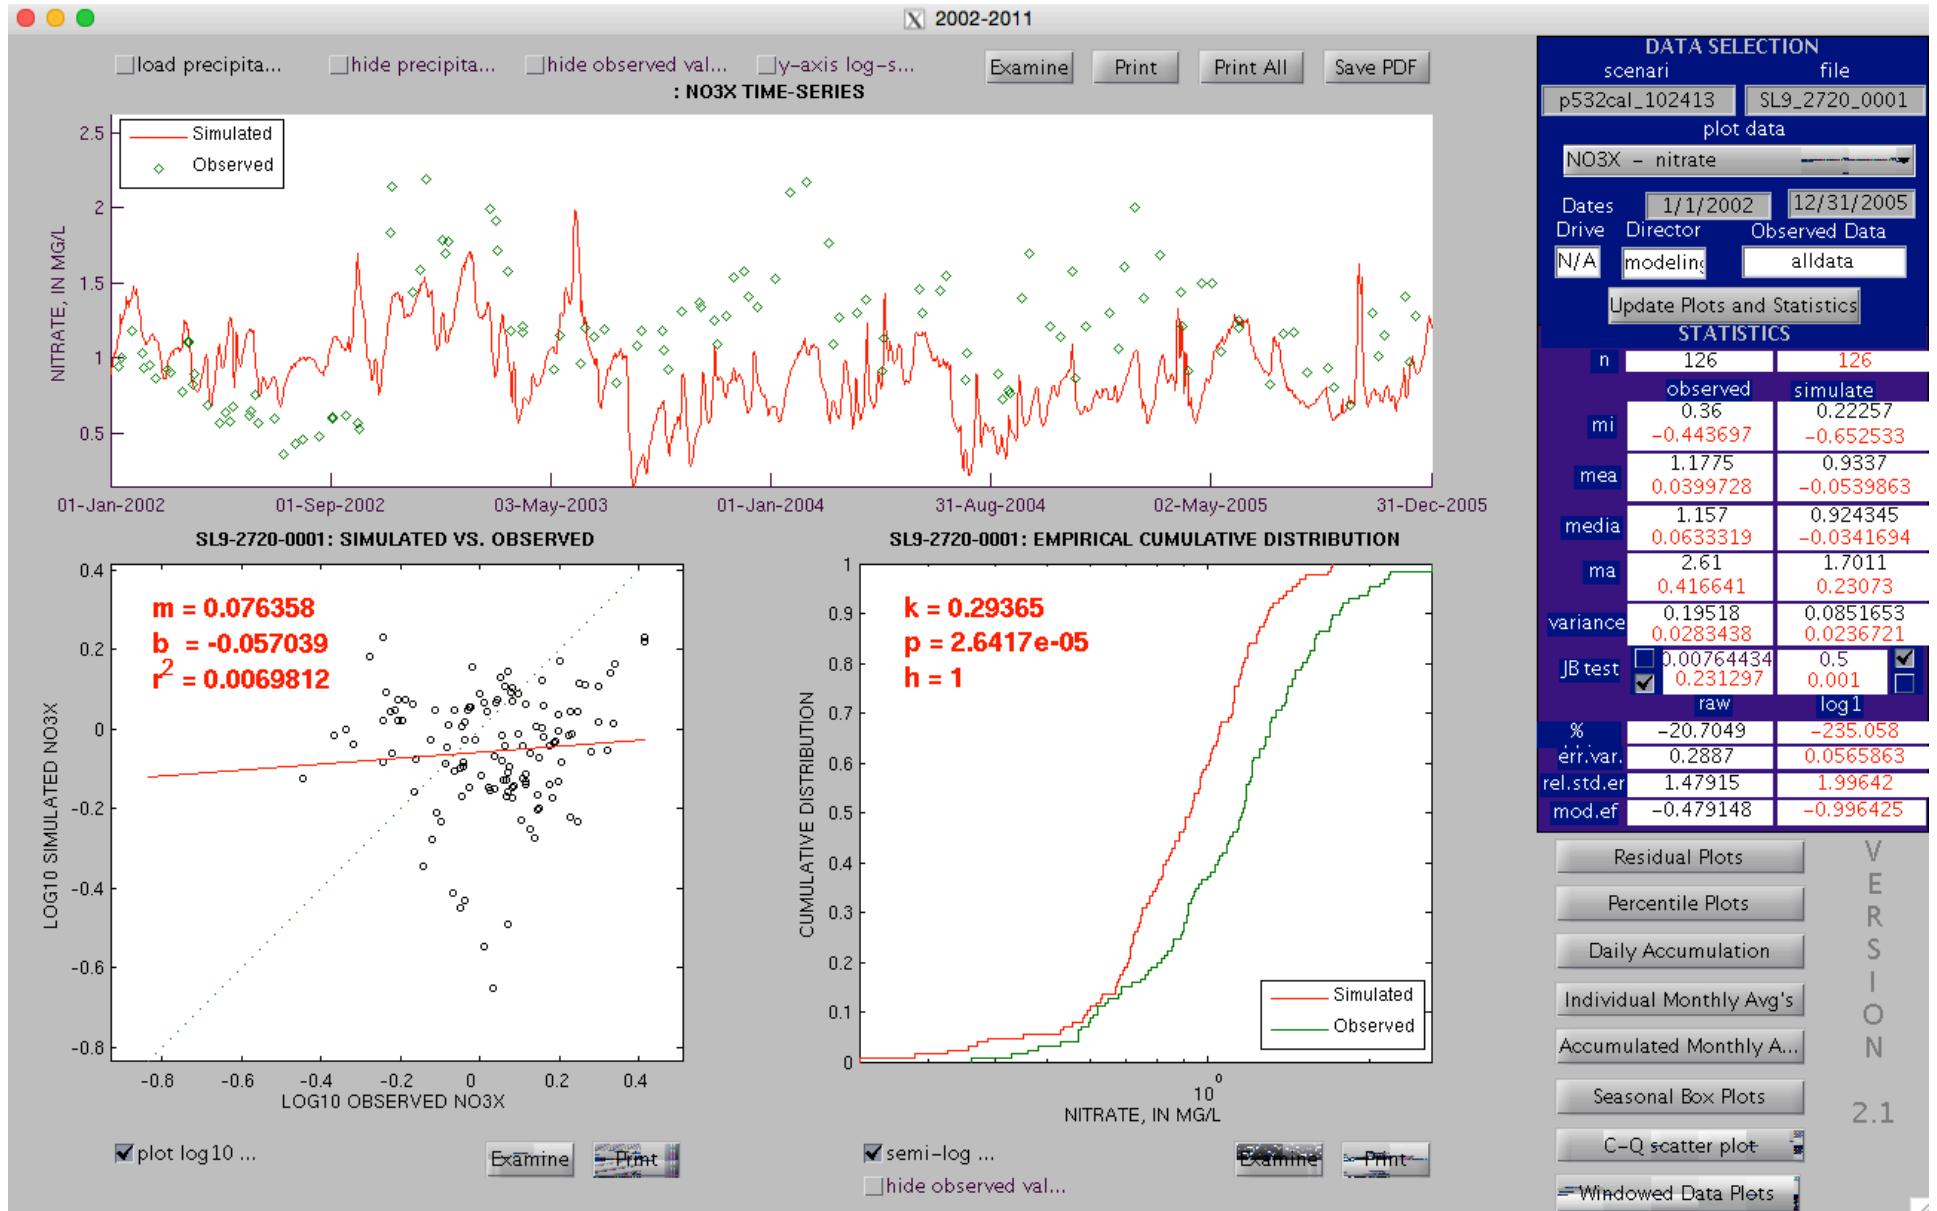 2002-2011
load precipita...
hide precipita...
hide observed val...
y-axis log-s...
Examine
Print
Print All
Save PDF
: NO3X TIME-SERIES
NITRATE, IN MG/L
2.5
2
1.5
1
0.5
Simulated
Observed
01-Jan-2002
01-Sep-2002
03-May-2003
01-Jan-2004
31-Aug-2004
02-May-2005
31-Dec-2005
SL9-2720-0001: SIMULATED VS. OBSERVED
LOG10 SIMULATED NO3X
0.4
0.2
0
-0.2
-0.4
-0.6
-0.8
m = 0.076358
b = -0.057039
r² = 0.0069812
-0.8 -0.6 -0.4 -0.2 0 0.2 0.4
LOG10 OBSERVED NO3X
plot log10 ...
Examine
Print
SL9-2720-0001: EMPIRICAL CUMULATIVE DISTRIBUTION
CUMULATIVE DISTRIBUTION
1
0.9
0.8
0.7
0.6
0.5
0.4
0.3
0.2
0.1
0
k = 0.29365
p = 2.6417e-05
h = 1
Simulated
Observed
10⁰
NITRATE, IN MG/L
semi-log ...
hide observed val...
Examine
Print
DATA SELECTION
scenari file
p532cal_102413 SL9_2720_0001
plot data
NO3X - nitrate
Dates 1/1/2002 12/31/2005
Drive Director Observed Data
N/A modeling alldata
Update Plots and Statistics
STATISTICS
n 126 126
observed simulate
mi 0.36 0.22257
-0.443697 -0.652533
mea 1.1775 0.9337
0.0399728 -0.0539863
media 1.157 0.924345
0.0633319 -0.0341694
ma 2.61 1.7011
0.416641 0.23073
variance 0.19518 0.0851653
0.0283438 0.0236721
JB test 0.00764434 0.5
0.231297 0.001
raw log1
% -20.7049 -235.058
err.var. 0.2887 0.0565863
rel.std.er 1.47915 1.99642
mod.ef -0.479148 -0.996425
Residual Plots
Percentile Plots
Daily Accumulation
Individual Monthly Avg's
Accumulated Monthly A...
Seasonal Box Plots
C-Q scatter plot
Windowed Data Plots
VERSION
2.1